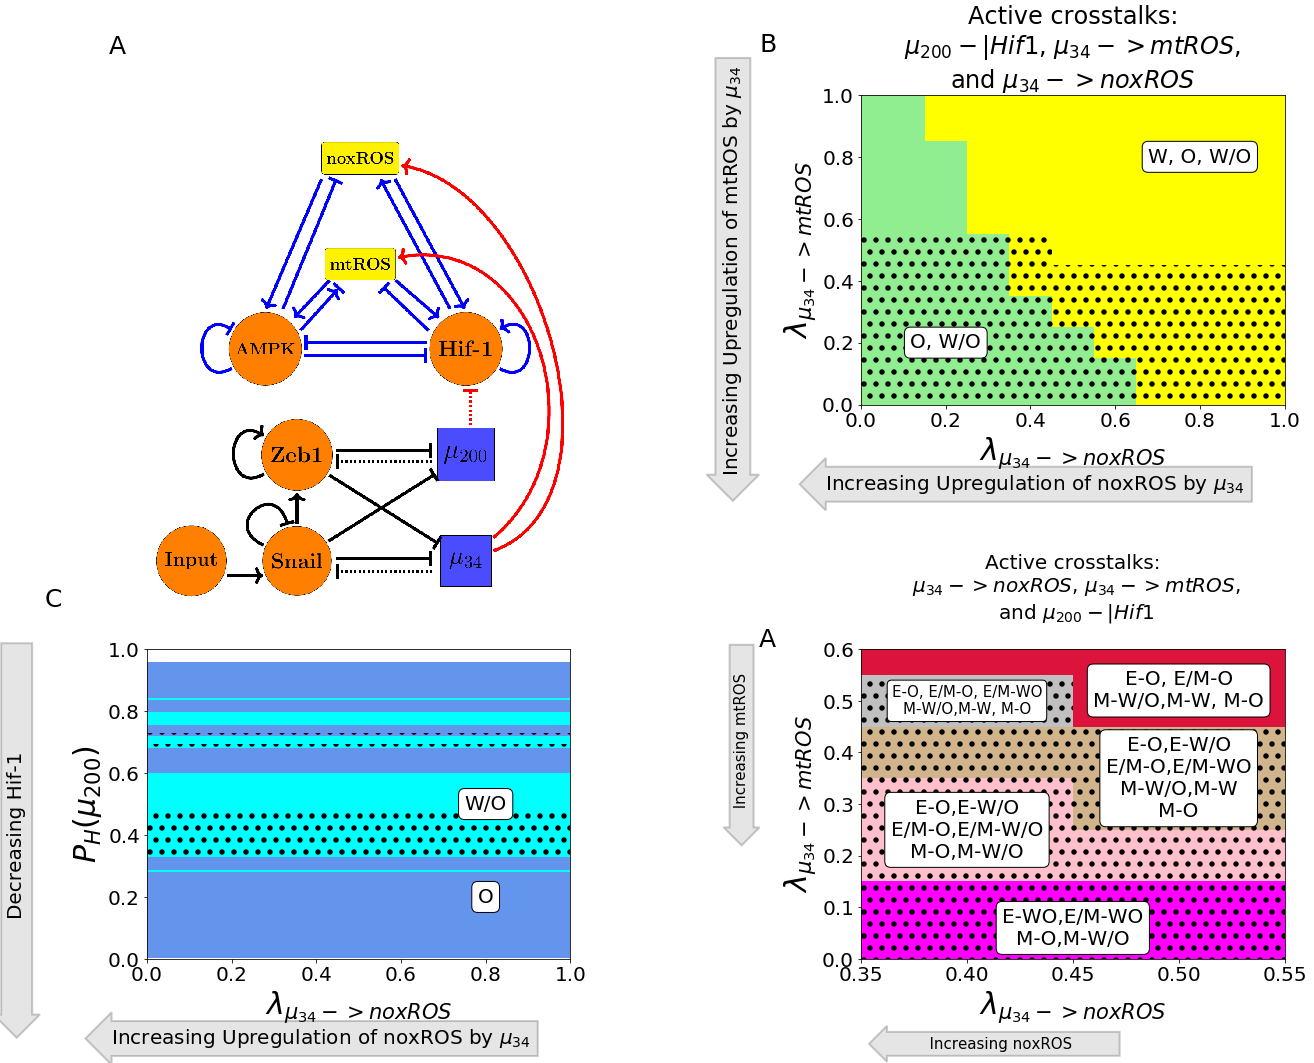 A
noxROS
mtROS
AMPK
Hif-1
Zeb1
μ200
Input
Snail
μ34
B
Active crosstalks:
μ200 − |Hif1, μ34 − > mtROS,
and μ34 − > noxROS
Increasing Upregulation of mtROS by μ34
λμ34 − > mtROS
1.0
0.8
0.6
0.4
0.2
0.0
W, O, W/O
O, W/O
0.0 0.2 0.4 0.6 0.8 1.0
λμ34 − > noxROS
Increasing Upregulation of noxROS by μ34
C
Decreasing Hif-1
PH(μ200)
1.0
0.8
0.6
0.4
0.2
0.0
W/O
O
0.0 0.2 0.4 0.6 0.8 1.0
λμ34 − > noxROS
Increasing Upregulation of noxROS by μ34
Active crosstalks:
μ34 − > noxROS, μ34 − > mtROS,
and μ200 − |Hif1
A
Increasing mtROS
λμ34 − > mtROS
0.6
0.5
0.4
0.3
0.2
0.1
0.0
E-O, E/M-O, E/M-WO
M-W/O,M-W, M-O
E-O, E/M-O
M-W/O,M-W, M-O
E-O,E-W/O
E/M-O,E/M-WO
M-W/O,M-W
M-O
E-O,E-W/O
E/M-O,E/M-W/O
M-O,M-W/O
E-WO,E/M-WO
M-O,M-W/O
0.35 0.40 0.45 0.50 0.55
λμ34 − > noxROS
Increasing noxROS